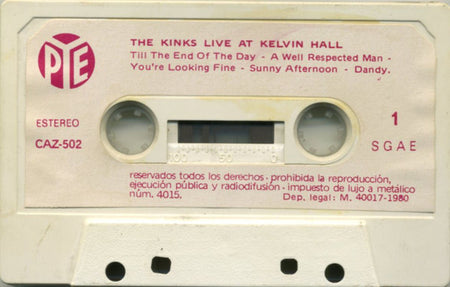 PYE
THE KINKS LIVE AT KELVIN HALL
Till The End Of The Day - A Well Respected Man -
You're Looking Fine - Sunny Afternoon - Dandy.
ESTEREO
1
CAZ-502
SGAE
100 50 0
reservados todos los derechos - prohibida la reproducción,
ejecución pública y radiodifusión - impuesto de lujo a metálico
núm. 4015.
Dep. legal: M. 40017-1980